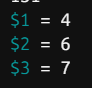 $1 = 4
$2 = 6
$3 = 7